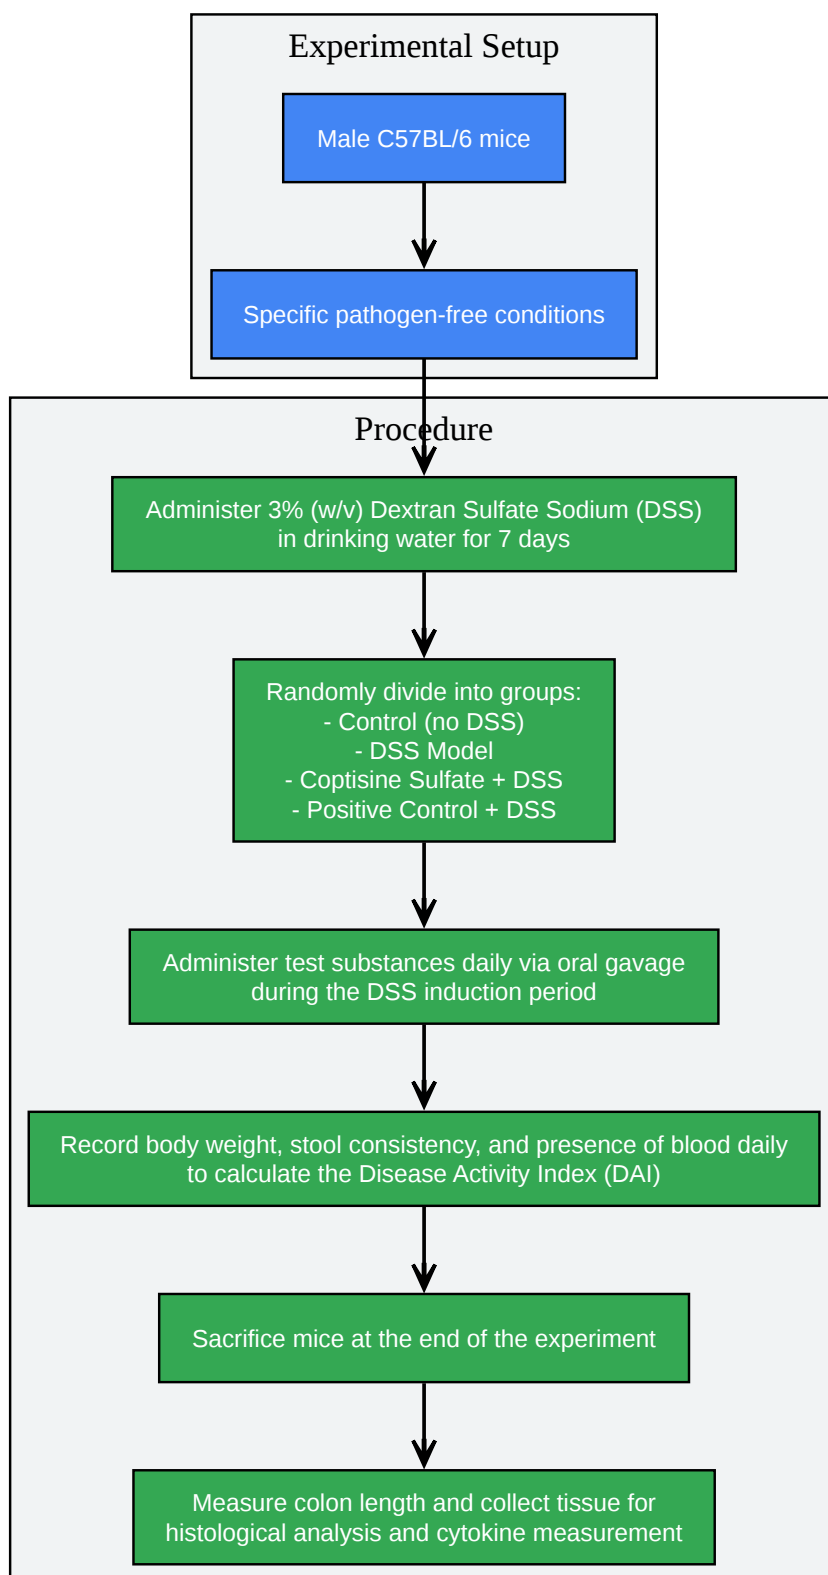 Experimental Setup
Male C57BL/6 mice
Specific pathogen-free conditions
Procedure
Administer 3% (w/v) Dextran Sulfate Sodium (DSS)
in drinking water for 7 days
Randomly divide into groups:
- Control (no DSS)
- DSS Model
- Coptisine Sulfate + DSS
- Positive Control + DSS
Administer test substances daily via oral gavage
during the DSS induction period
Record body weight, stool consistency, and presence of blood daily
to calculate the Disease Activity Index (DAI)
Sacrifice mice at the end of the experiment
Measure colon length and collect tissue for
histological analysis and cytokine measurement